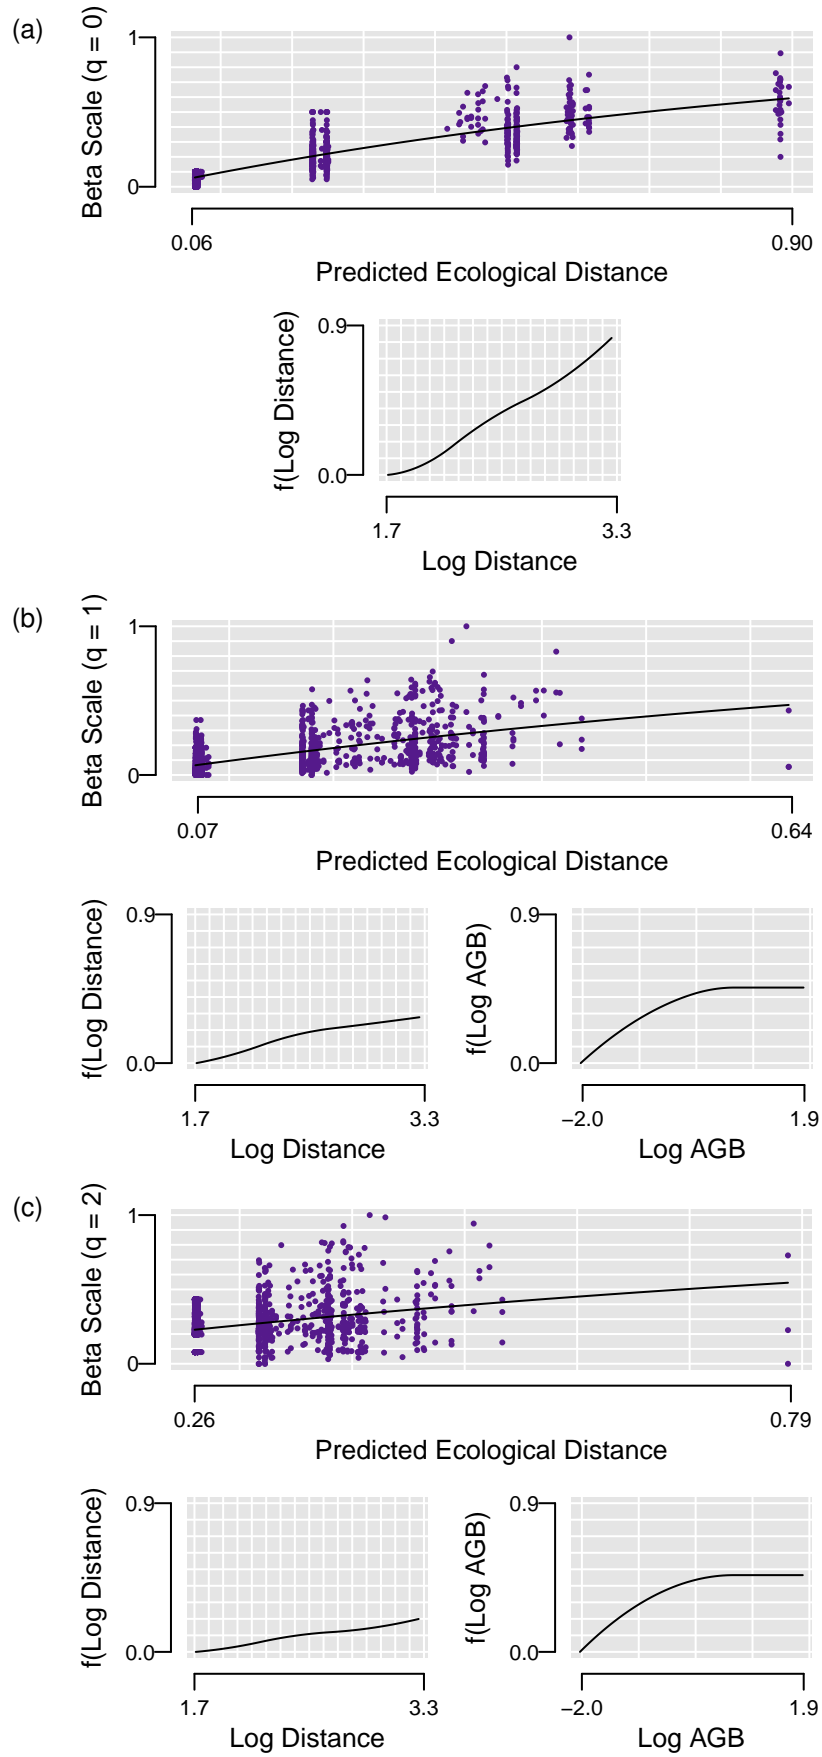 (a)
Beta Scale (q = 0)
1
0
0.06
0.90
Predicted Ecological Distance
f(Log Distance)
0.9
0.0
1.7
3.3
Log Distance
(b)
Beta Scale (q = 1)
1
0
0.07
0.64
Predicted Ecological Distance
f(Log Distance)
0.9
0.0
1.7
3.3
Log Distance
f(Log AGB)
0.9
0.0
−2.0
1.9
Log AGB
(c)
Beta Scale (q = 2)
1
0
0.26
0.79
Predicted Ecological Distance
f(Log Distance)
0.9
0.0
1.7
3.3
Log Distance
f(Log AGB)
0.9
0.0
−2.0
1.9
Log AGB